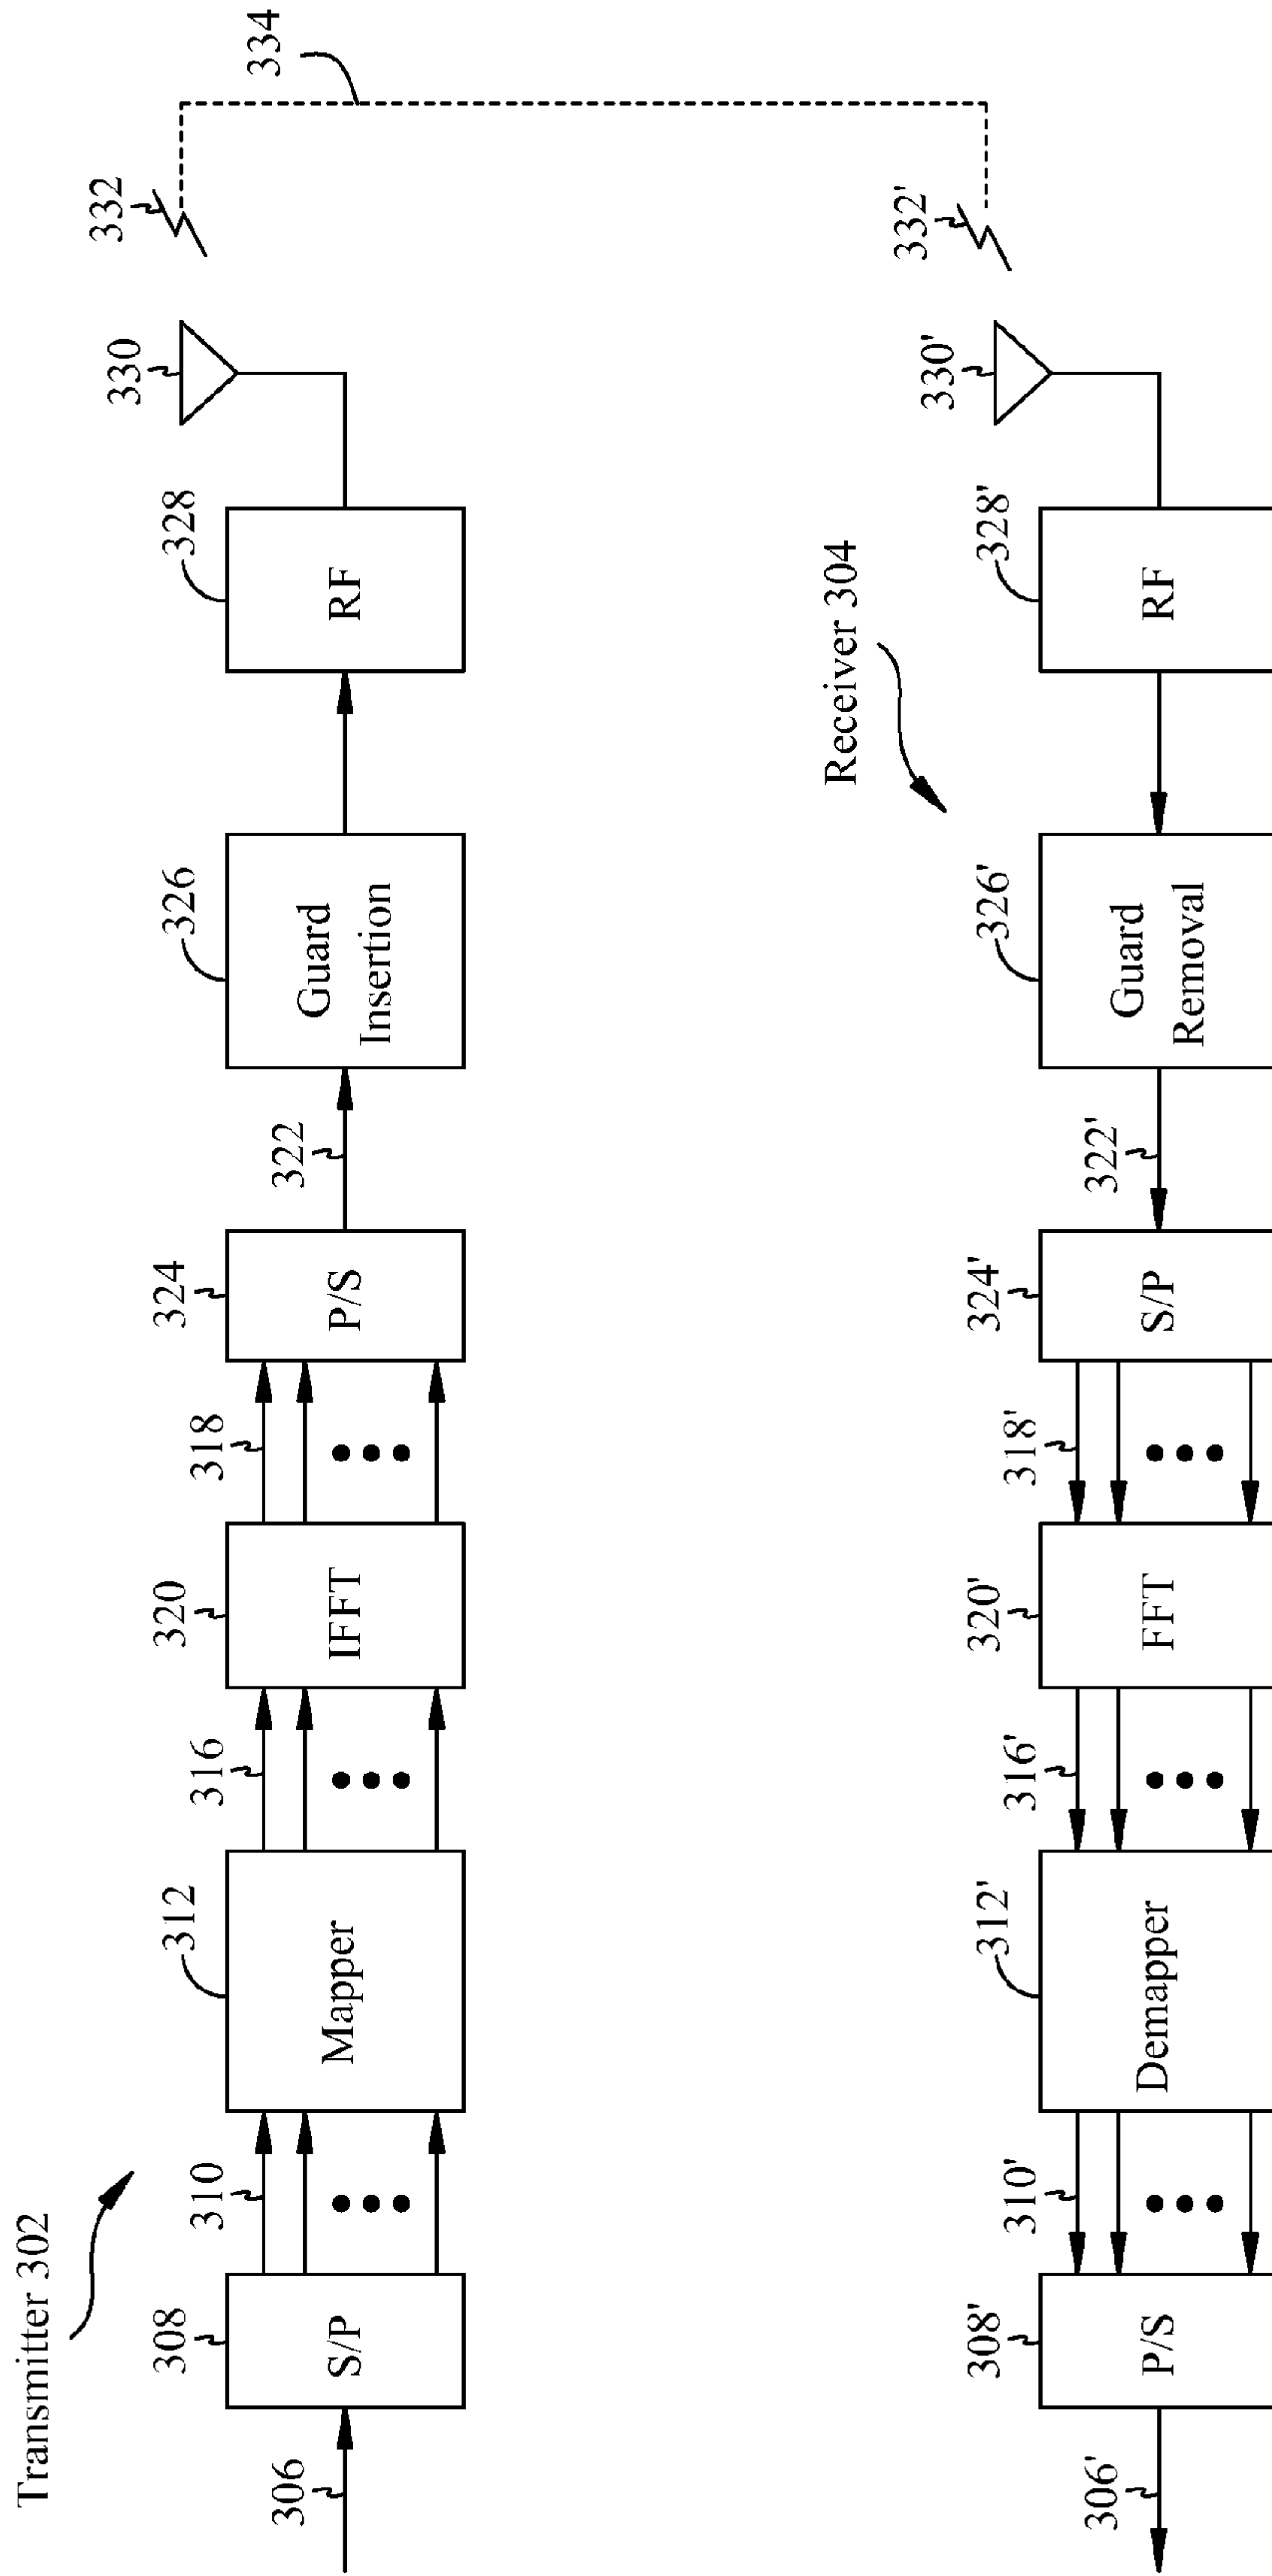 Transmitter 302
306
308
S/P
310
312
Mapper
316
320
IFFT
318
324
P/S
322
326
Guard
Insertion
328
RF
330
332
334
Receiver 304
306'
308'
P/S
310'
312'
Demapper
316'
320'
FFT
318'
324'
S/P
322'
326'
Guard
Removal
328'
RF
330'
332'